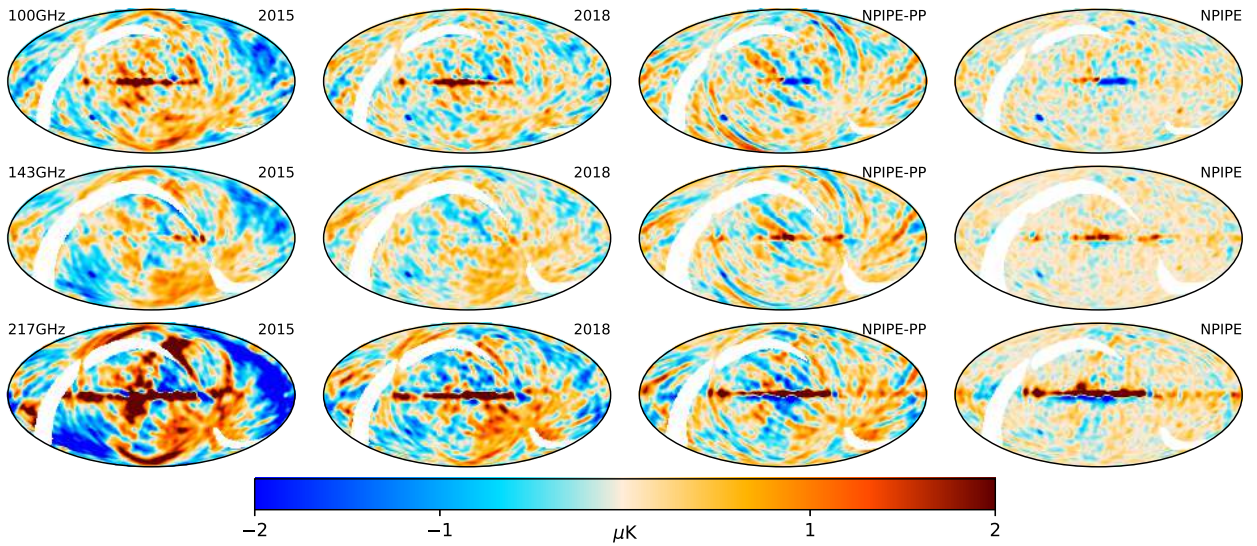 100GHz 2015 2018 NPIPE-PP NPIPE
143GHz 2015 2018 NPIPE-PP NPIPE
217GHz 2015 2018 NPIPE-PP NPIPE
−2 −1 μK 1 2